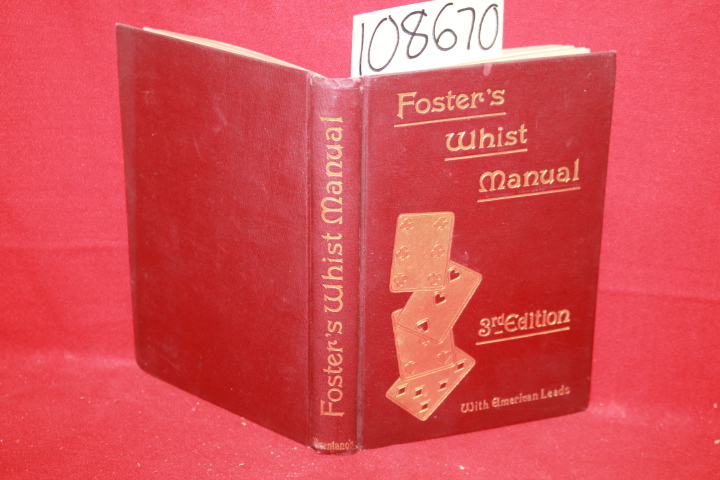 108670
Foster's
Whist
Manual
3rd Edition
With American Leads
Foster's Whist Manual
Brentano's